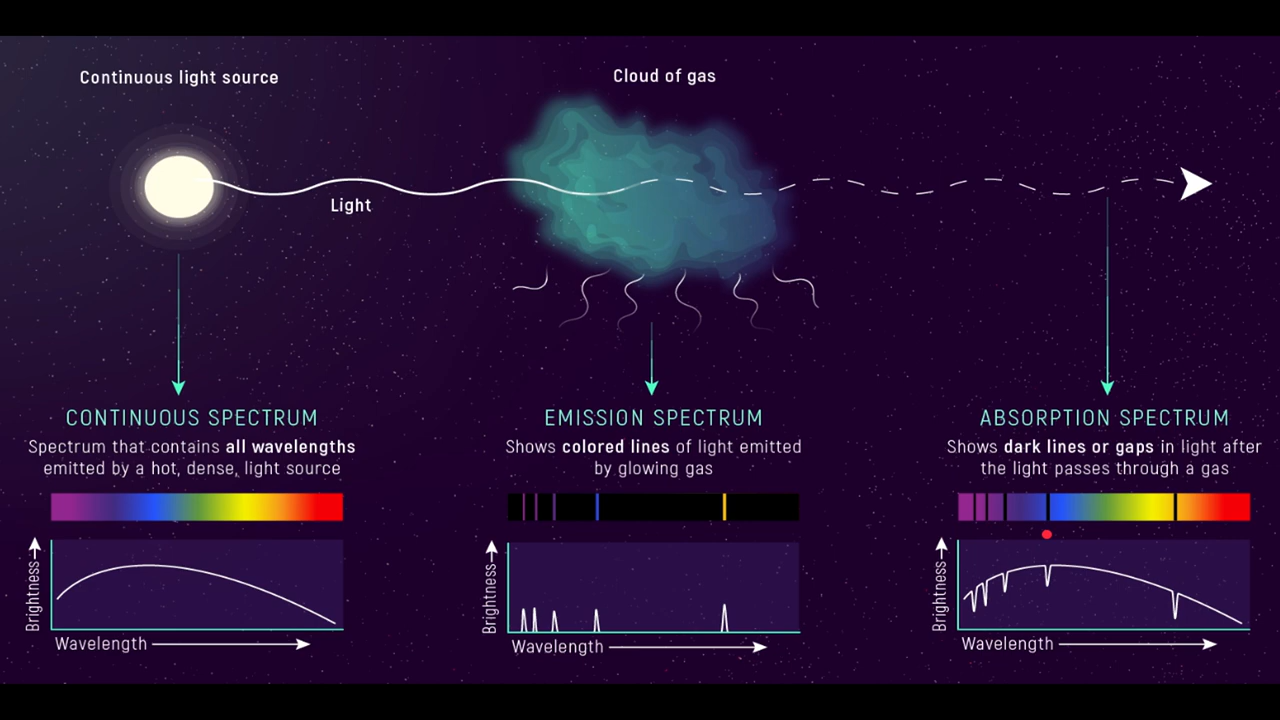 Continuous light source
Cloud of gas
Light
CONTINUOUS SPECTRUM
Spectrum that contains all wavelengths
emitted by a hot, dense, light source
Brightness
Wavelength
EMISSION SPECTRUM
Shows colored lines of light emitted
by glowing gas
Brightness
Wavelength
ABSORPTION SPECTRUM
Shows dark lines or gaps in light after
the light passes through a gas
Brightness
Wavelength